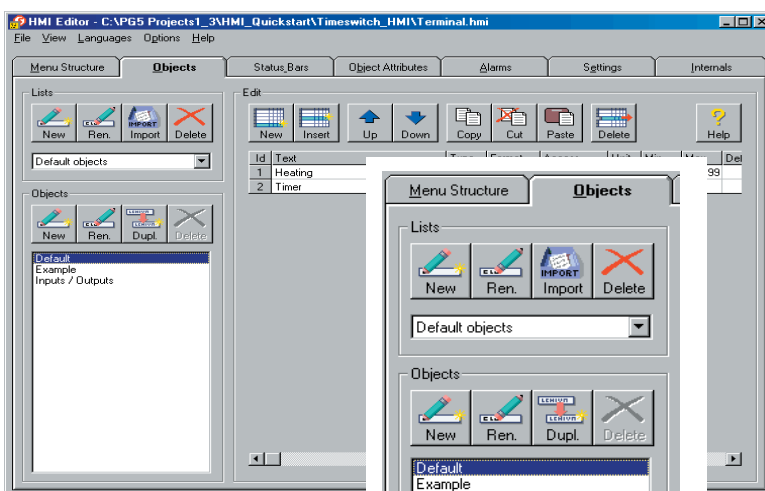 HMI Editor - C:\PG5 Projects1_3\HMI_Quickstart\Timeswitch_HMI\Terminal.hmi
File View Languages Options Help
Menu Structure Objects Status Bars Object Attributes Alarms Settings Internals
Lists
New Ren. Import Delete
Default objects
Objects
New Ren. Dupl. Delete
Default
Example
Inputs / Outputs
Edit
New Insert Up Down Copy Cut Paste Delete Help
Id Text
1 Heating 99
2 Timer
Menu Structure Objects
Lists
New Ren. Import Delete
Default objects
Objects
New Ren. Dupl. Delete
Default
Example